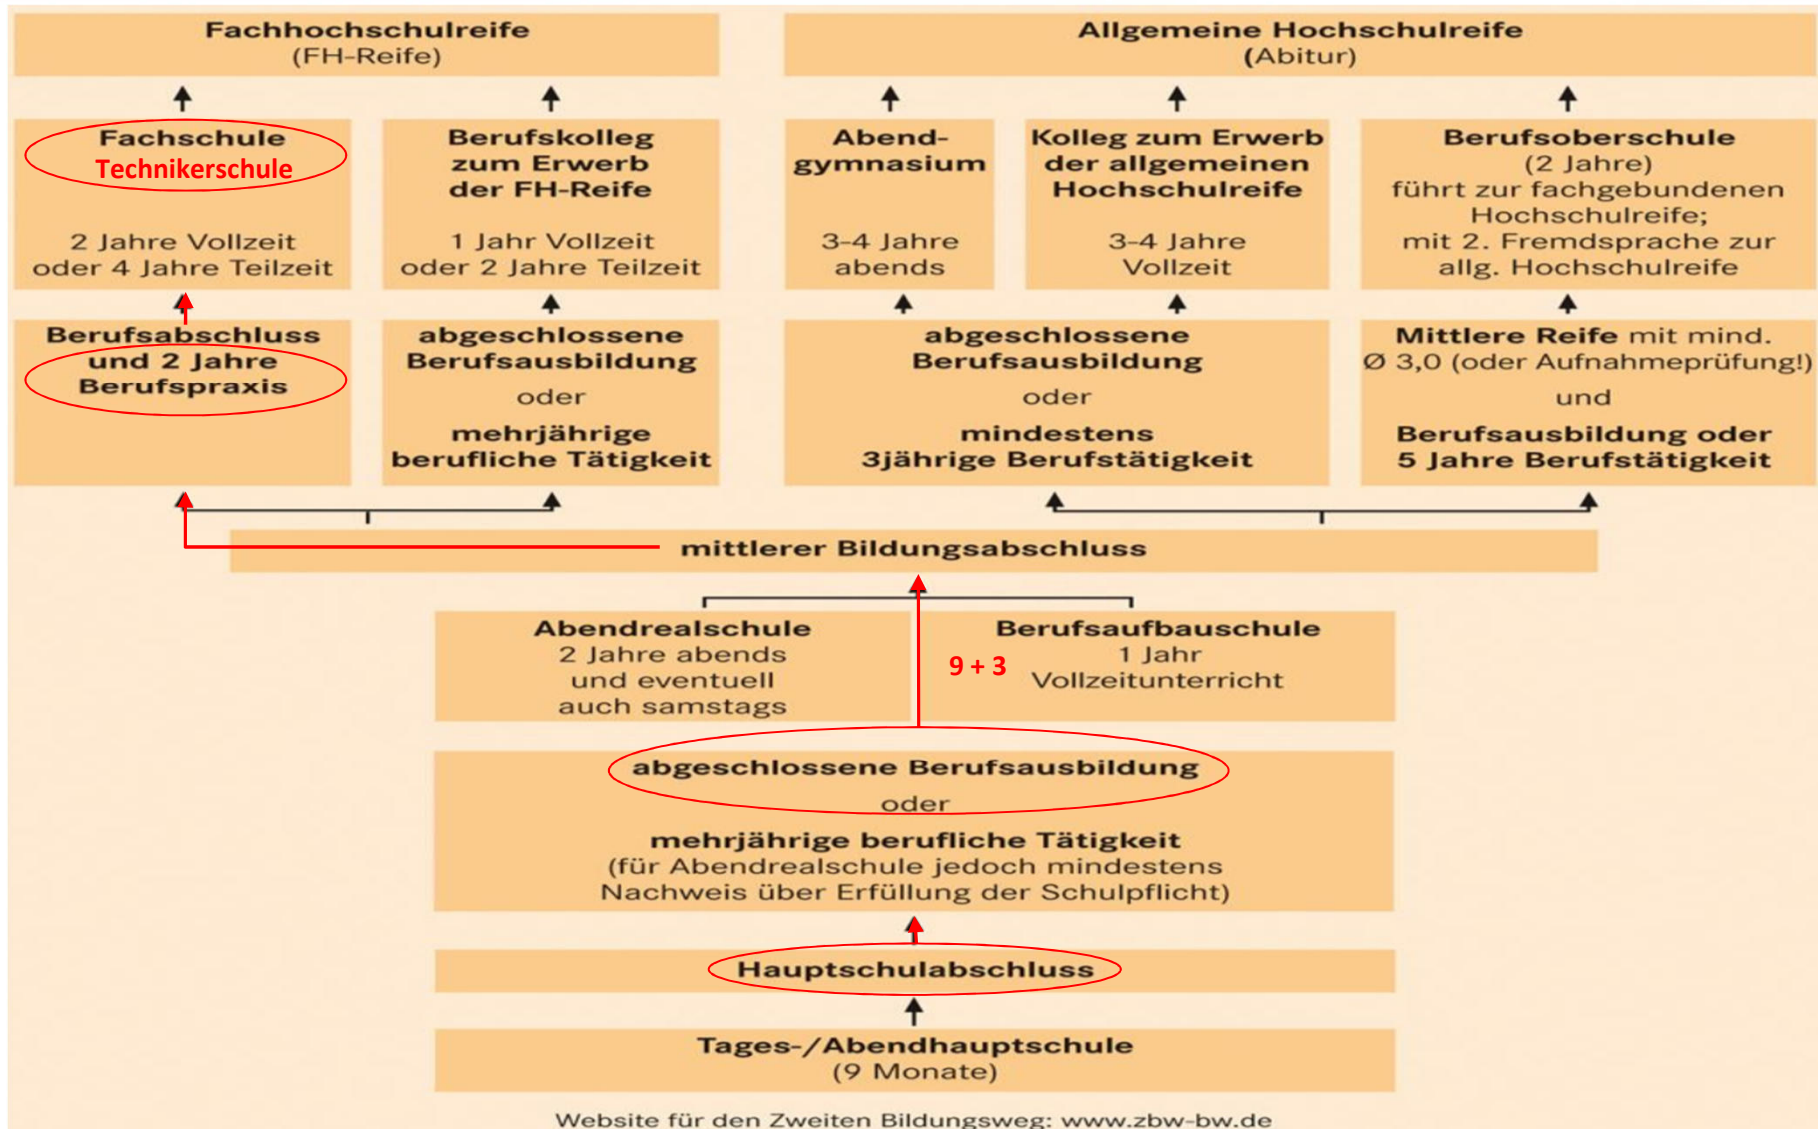 Fachhochschulreife
(FH-Reife)
Allgemeine Hochschulreife
(Abitur)
Fachschule
Technikerschule
2 Jahre Vollzeit
oder 4 Jahre Teilzeit
Berufskolleg
zum Erwerb
der FH-Reife
1 Jahr Vollzeit
oder 2 Jahre Teilzeit
Abend-
gymnasium
3-4 Jahre
abends
Kolleg zum Erwerb
der allgemeinen
Hochschulreife
3-4 Jahre
Vollzeit
Berufsoberschule
(2 Jahre)
führt zur fachgebundenen
Hochschulreife;
mit 2. Fremdsprache zur
allg. Hochschulreife
Berufsabschluss
und 2 Jahre
Berufspraxis
abgeschlossene
Berufsausbildung
oder
mehrjährige
berufliche Tätigkeit
abgeschlossene
Berufsausbildung
oder
mindestens
3jährige Berufstätigkeit
Mittlere Reife mit mind.
Ø 3,0 (oder Aufnahmeprüfung!)
und
Berufsausbildung oder
5 Jahre Berufstätigkeit
mittlerer Bildungsabschluss
Abendrealschule
2 Jahre abends
und eventuell
auch samstags
9 + 3
Berufsaufbauschule
1 Jahr
Vollzeitunterricht
abgeschlossene Berufsausbildung
oder
mehrjährige berufliche Tätigkeit
(für Abendrealschule jedoch mindestens
Nachweis über Erfüllung der Schulpflicht)
Hauptschulabschluss
Tages-/Abendhauptschule
(9 Monate)
Website für den Zweiten Bildungsweg: www.zbw-bw.de